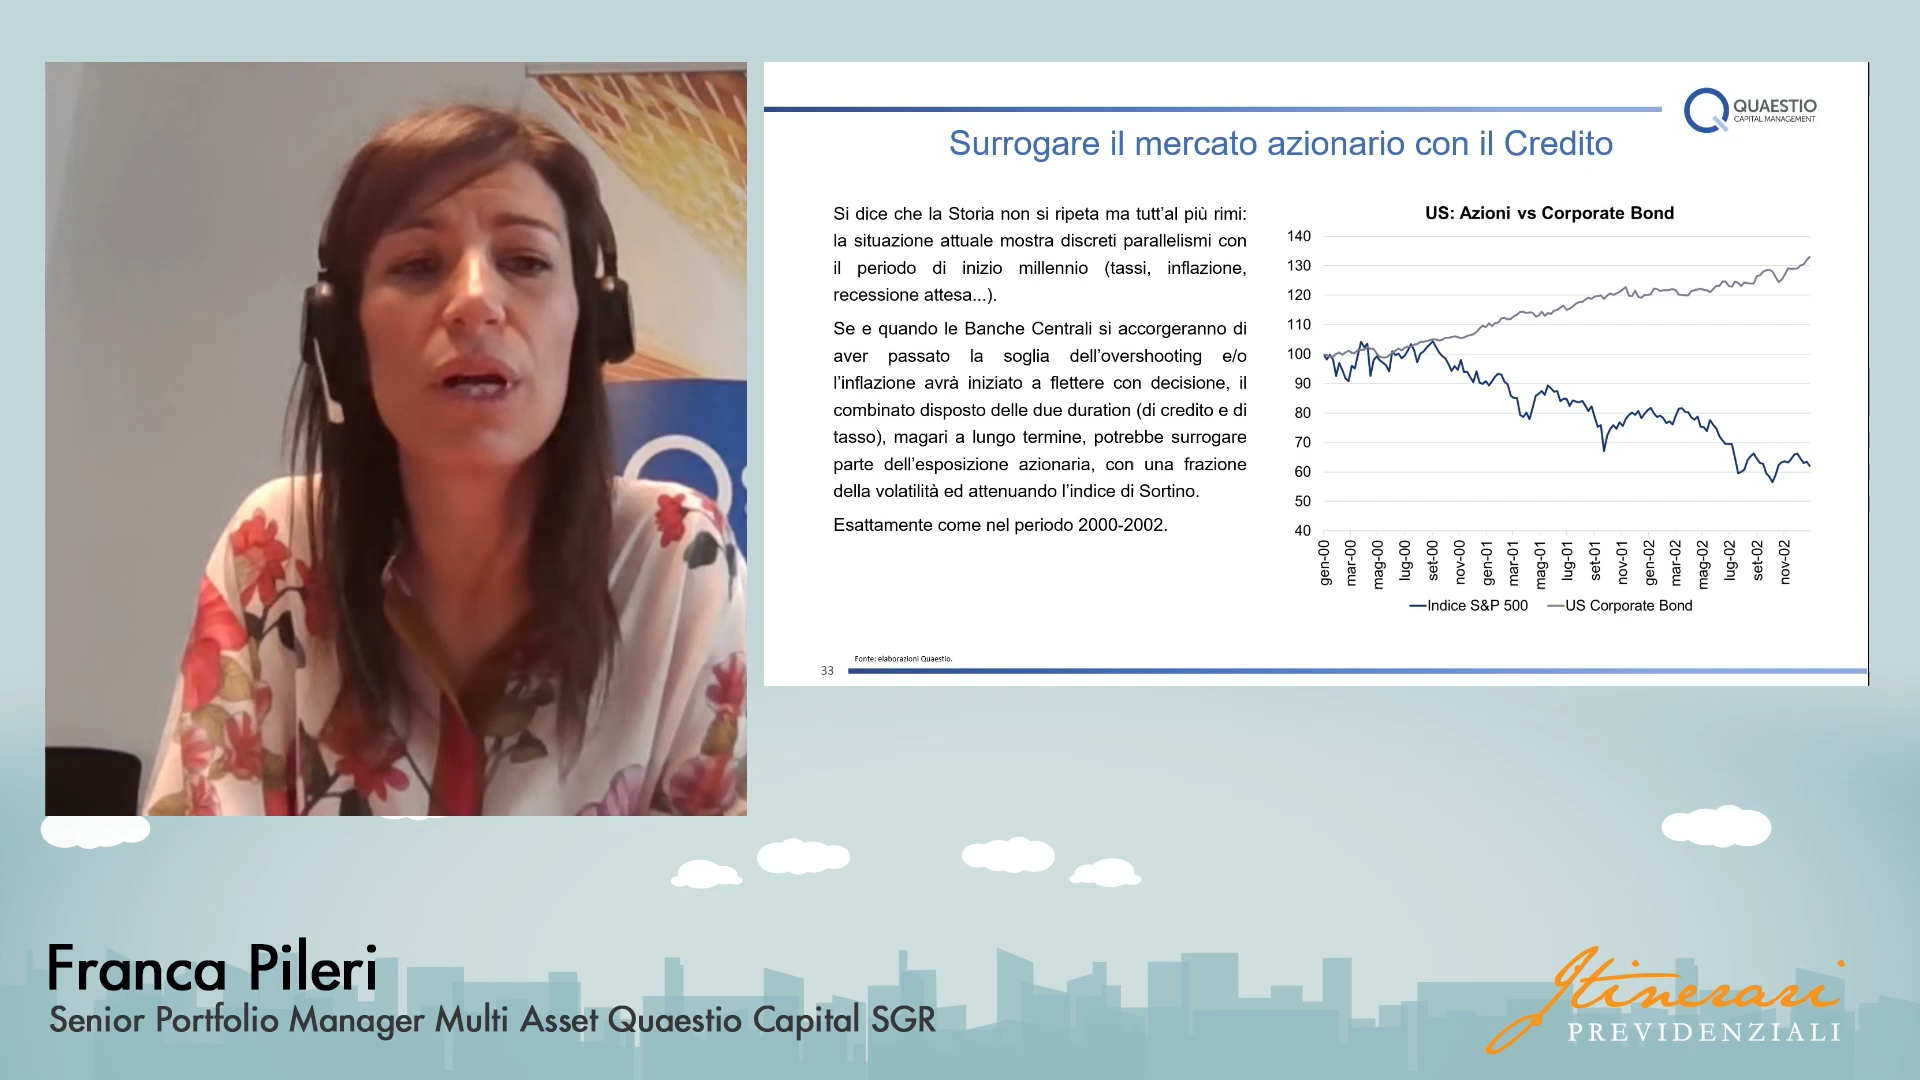 QUAESTIO
CAPITAL MANAGEMENT
Surrogare il mercato azionario con il Credito
Si dice che la Storia non si ripeta ma tutt'al più rimi:
la situazione attuale mostra discreti parallelismi con
il periodo di inizio millennio (tassi, inflazione,
recessione attesa...).
Se e quando le Banche Centrali si accorgeranno di
aver passato la soglia dell'overshooting e/o
l'inflazione avrà iniziato a flettere con decisione, il
combinato disposto delle due duration (di credito e di
tasso), magari a lungo termine, potrebbe surrogare
parte dell'esposizione azionaria, con una frazione
della volatilità ed attenuando l'indice di Sortino.
Esattamente come nel periodo 2000-2002.
US: Azioni vs Corporate Bond
140
130
120
110
100
90
80
70
60
50
40
gen-00
mar-00
mag-00
lug-00
set-00
nov-00
gen-01
mar-01
mag-01
lug-01
set-01
nov-01
gen-02
mar-02
mag-02
lug-02
set-02
nov-02
Indice S&P 500
US Corporate Bond
Fonte: elaborazioni Quaestio.
33
Franca Pileri
Senior Portfolio Manager Multi Asset Quaestio Capital SGR
Itinerari
PREVIDENZIALI